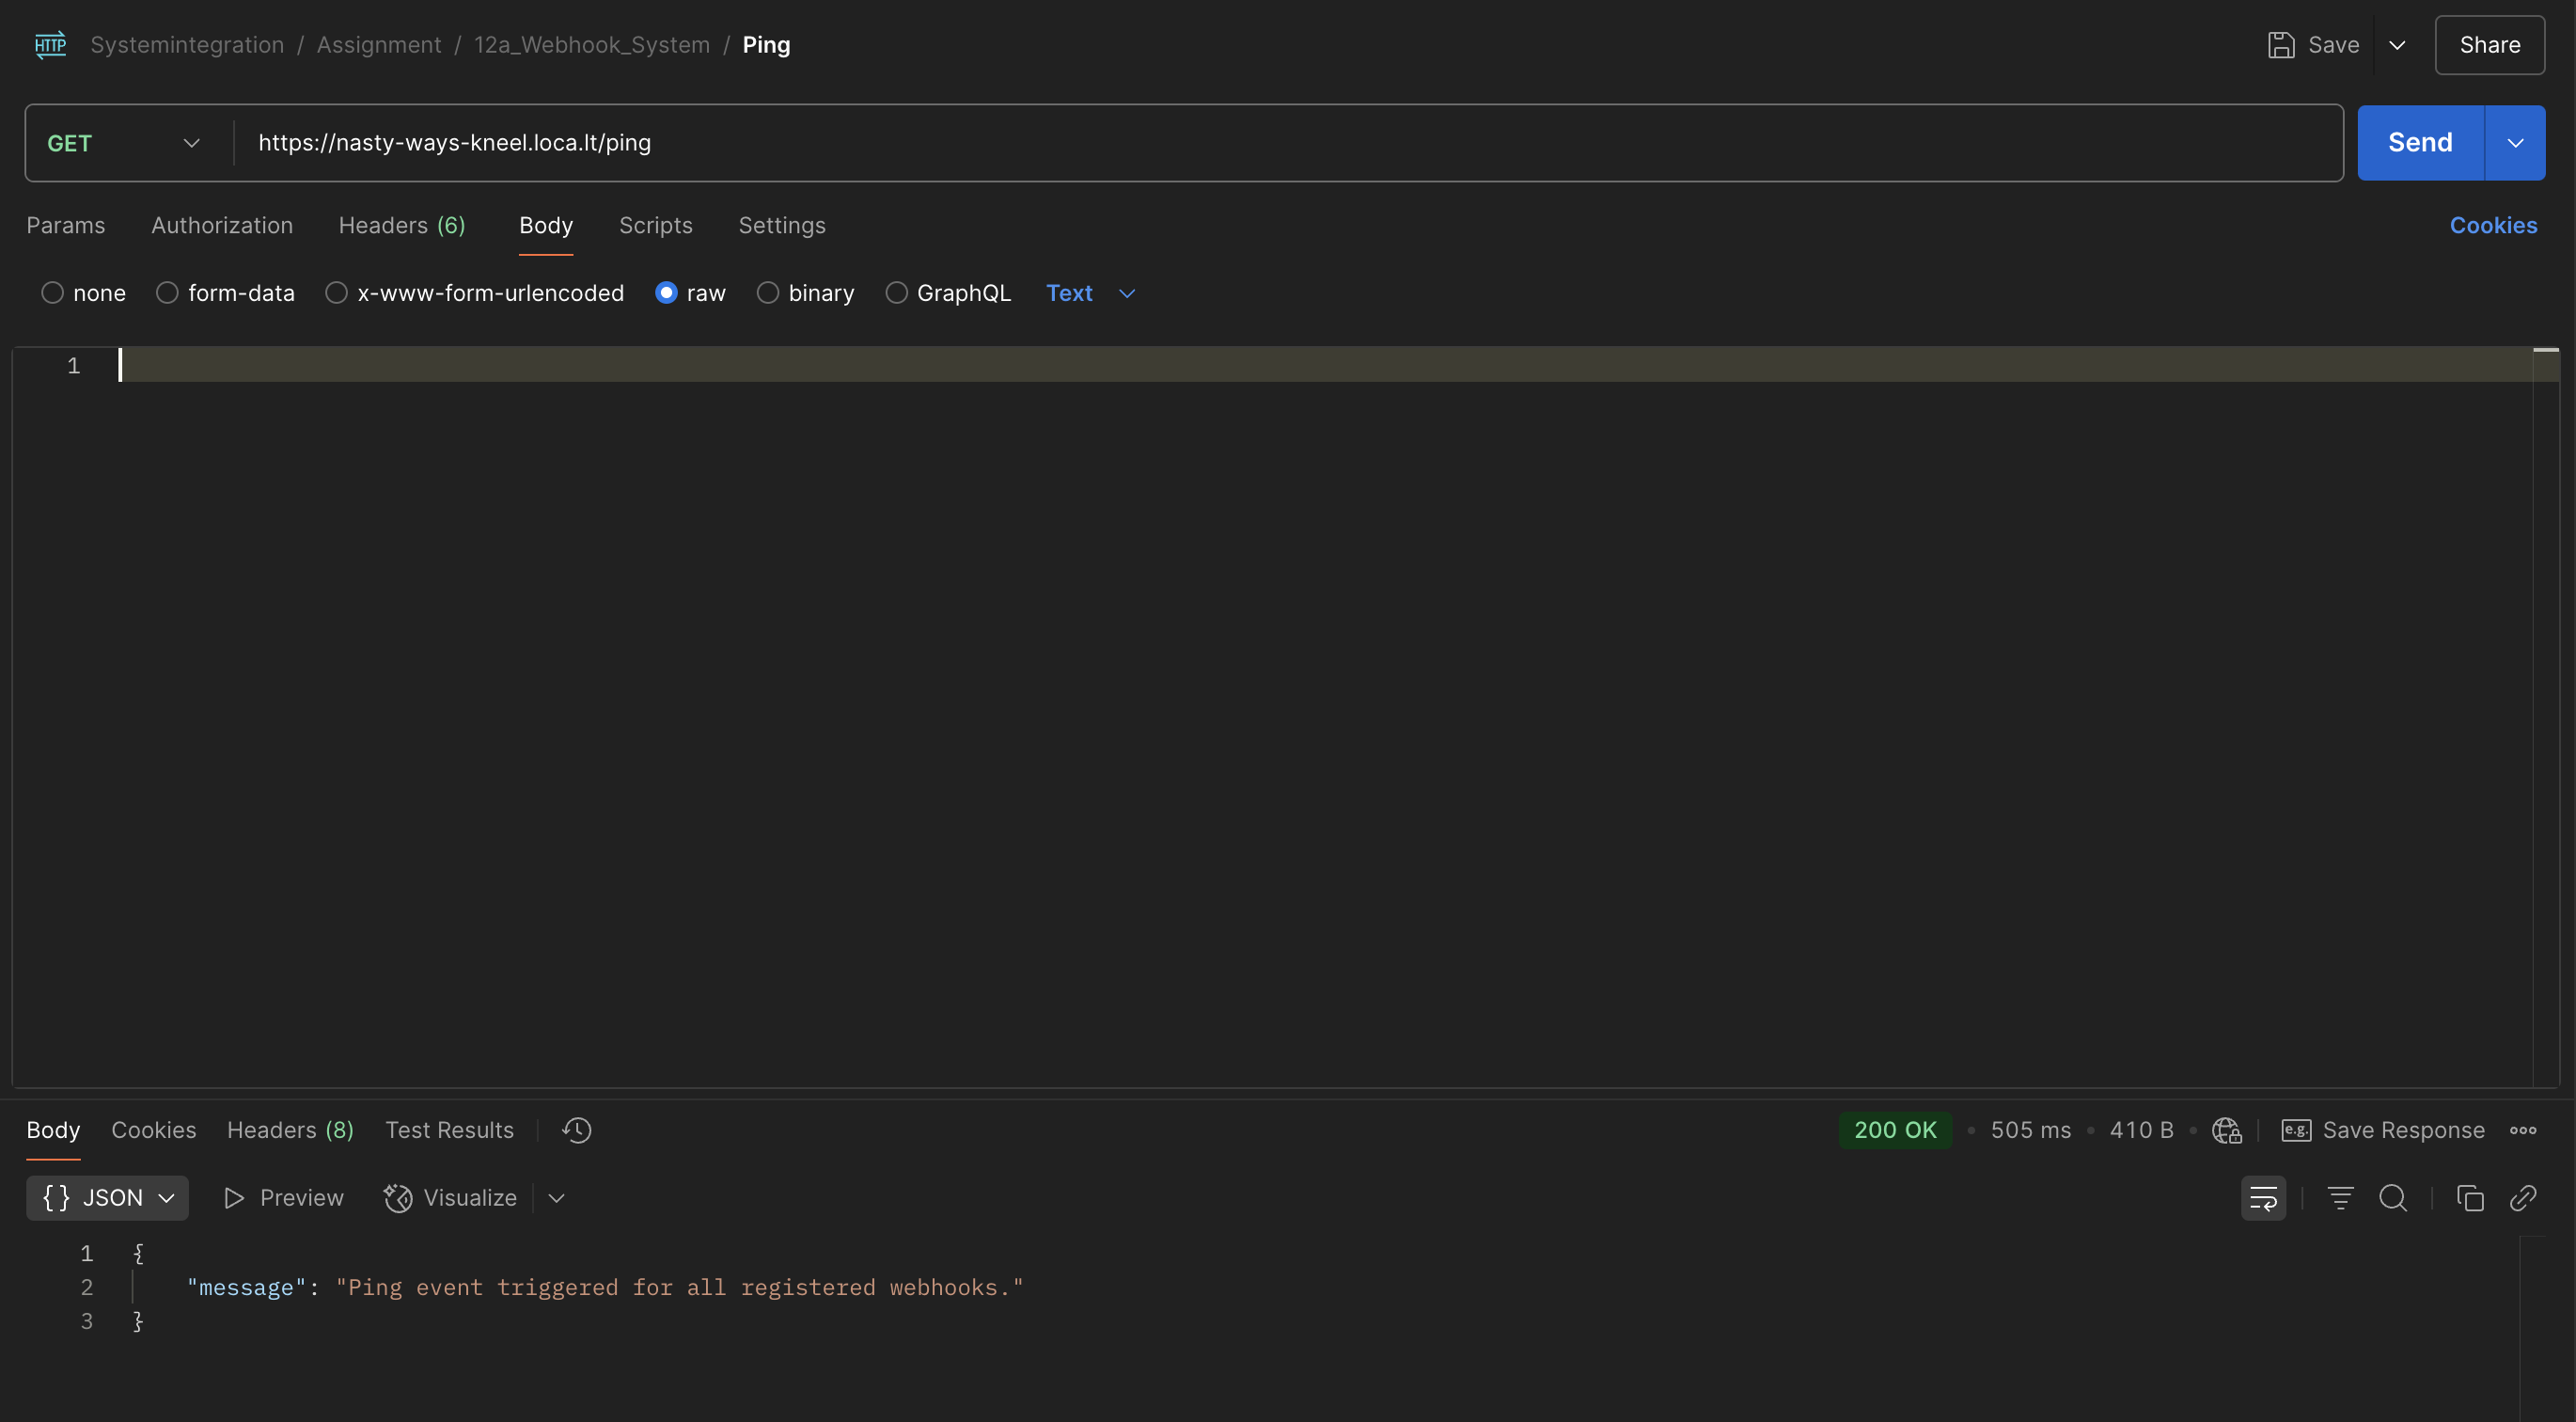 HTTP Systemintegration / Assignment / 12a_Webhook_System / Ping Save Share
GET https://nasty-ways-kneel.loca.lt/ping Send
Params Authorization Headers (6) Body Scripts Settings Cookies
none form-data x-www-form-urlencoded raw binary GraphQL Text
1
Body Cookies Headers (8) Test Results 200 OK • 505 ms • 410 B • e.g. Save Response
{} JSON Preview Visualize
1 {
2 "message": "Ping event triggered for all registered webhooks."
3 }